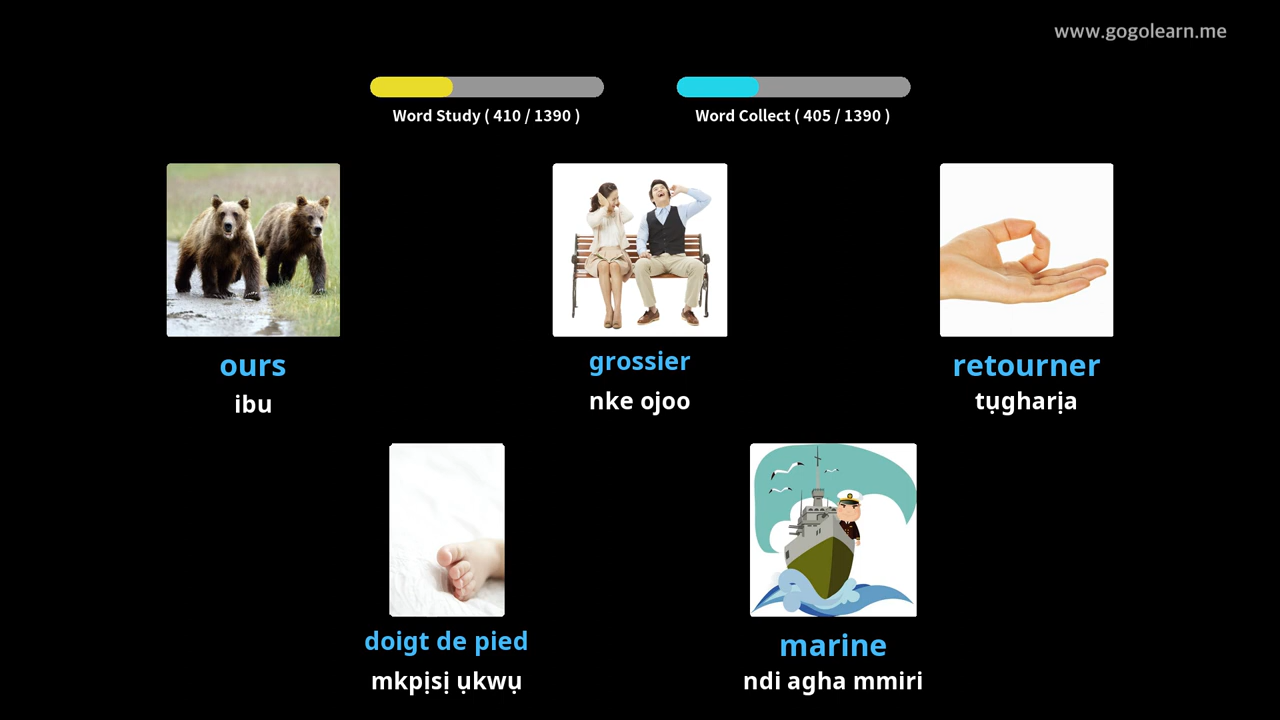 www.gogolearn.me
Word Study ( 410 / 1390 )
Word Collect ( 405 / 1390 )
ours
ibu
grossier
nke ojoo
retourner
tụgharịa
doigt de pied
mkpịsị ụkwụ
marine
ndi agha mmiri